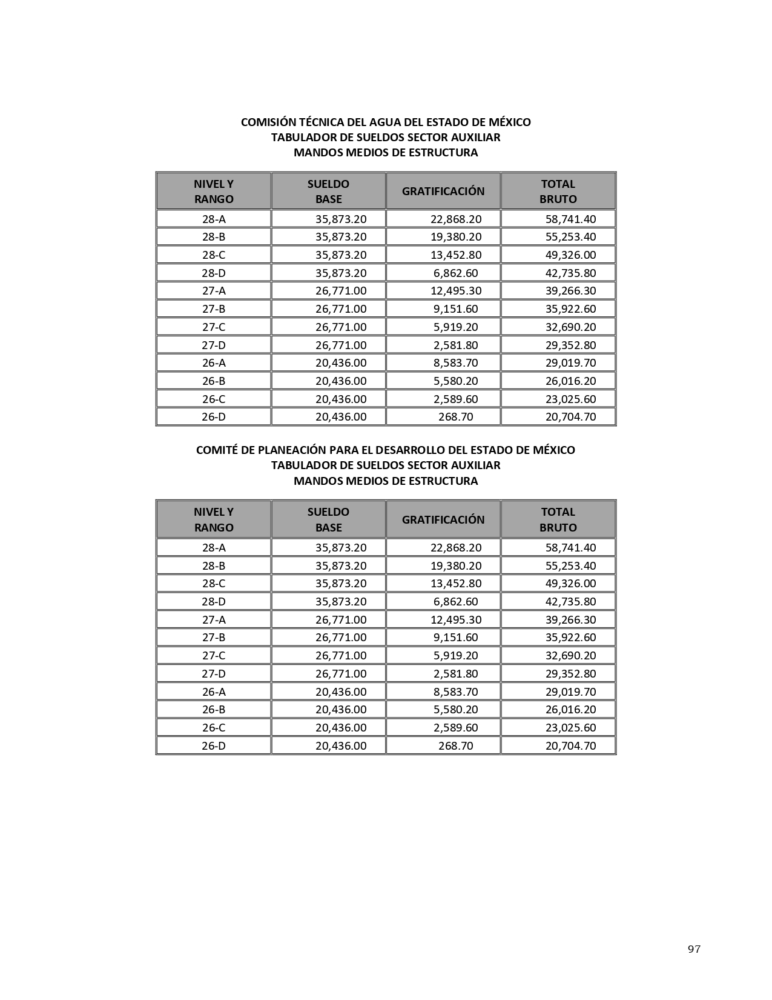 COMISIÓN TÉCNICA DEL AGUA DEL ESTADO DE MÉXICO
TABULADOR DE SUELDOS SECTOR AUXILIAR
MANDOS MEDIOS DE ESTRUCTURA
NIVEL Y RANGO SUELDO BASE GRATIFICACIÓN TOTAL BRUTO
28-A 35,873.20 22,868.20 58,741.40
28-B 35,873.20 19,380.20 55,253.40
28-C 35,873.20 13,452.80 49,326.00
28-D 35,873.20 6,862.60 42,735.80
27-A 26,771.00 12,495.30 39,266.30
27-B 26,771.00 9,151.60 35,922.60
27-C 26,771.00 5,919.20 32,690.20
27-D 26,771.00 2,581.80 29,352.80
26-A 20,436.00 8,583.70 29,019.70
26-B 20,436.00 5,580.20 26,016.20
26-C 20,436.00 2,589.60 23,025.60
26-D 20,436.00 268.70 20,704.70
COMITÉ DE PLANEACIÓN PARA EL DESARROLLO DEL ESTADO DE MÉXICO
TABULADOR DE SUELDOS SECTOR AUXILIAR
MANDOS MEDIOS DE ESTRUCTURA
NIVEL Y RANGO SUELDO BASE GRATIFICACIÓN TOTAL BRUTO
28-A 35,873.20 22,868.20 58,741.40
28-B 35,873.20 19,380.20 55,253.40
28-C 35,873.20 13,452.80 49,326.00
28-D 35,873.20 6,862.60 42,735.80
27-A 26,771.00 12,495.30 39,266.30
27-B 26,771.00 9,151.60 35,922.60
27-C 26,771.00 5,919.20 32,690.20
27-D 26,771.00 2,581.80 29,352.80
26-A 20,436.00 8,583.70 29,019.70
26-B 20,436.00 5,580.20 26,016.20
26-C 20,436.00 2,589.60 23,025.60
26-D 20,436.00 268.70 20,704.70
97